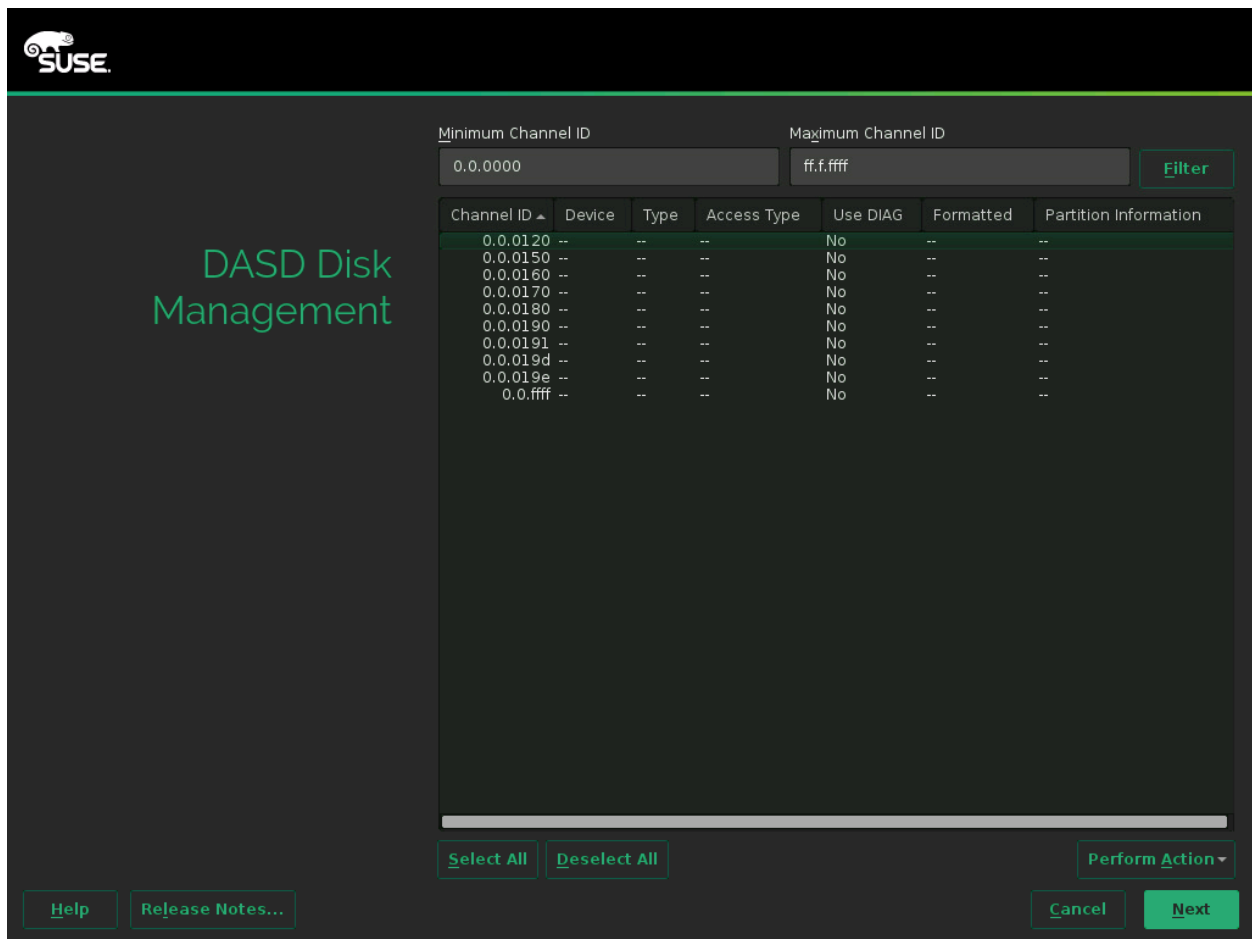 SUSE.
Minimum Channel ID Maximum Channel ID
0.0.0000 ff.f.ffff Filter
Channel ID Device Type Access Type Use DIAG Formatted Partition Information
DASD Disk
Management
0.0.0120 -- -- -- No -- --
0.0.0150 -- -- -- No -- --
0.0.0160 -- -- -- No -- --
0.0.0170 -- -- -- No -- --
0.0.0180 -- -- -- No -- --
0.0.0190 -- -- -- No -- --
0.0.0191 -- -- -- No -- --
0.0.019d -- -- -- No -- --
0.0.019e -- -- -- No -- --
0.0.ffff -- -- -- No -- --
Select All Deselect All Perform Action
Help Release Notes... Cancel Next